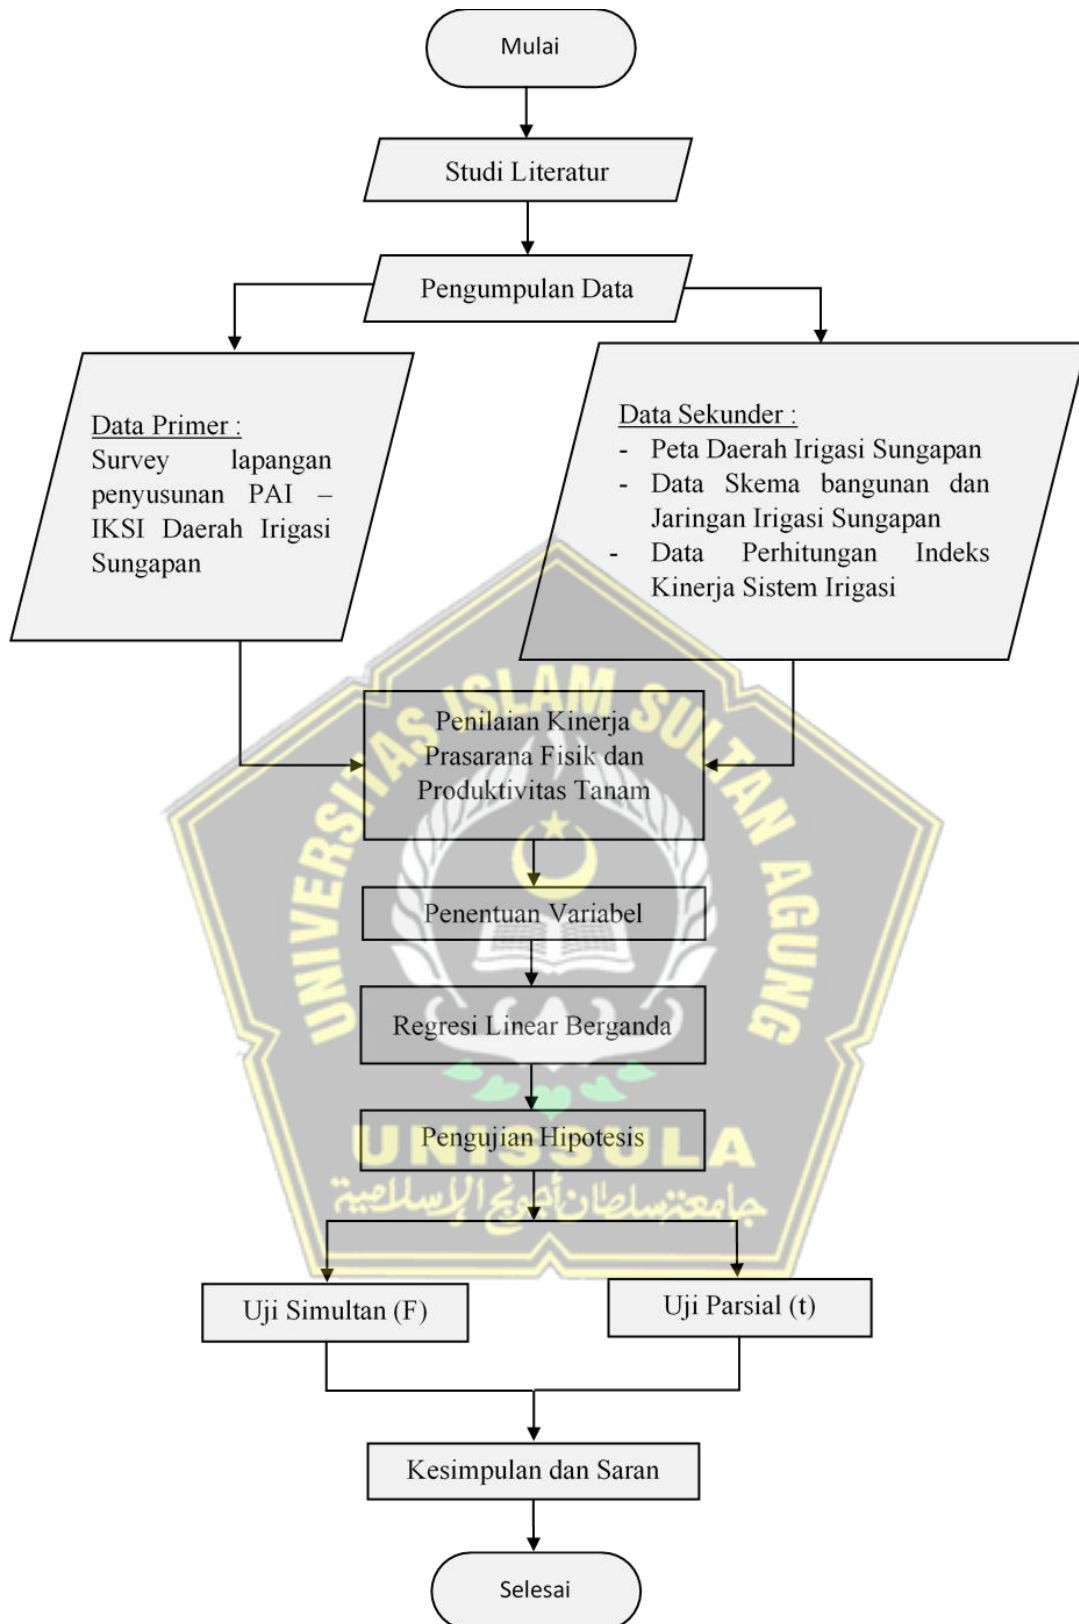 Mulai
Studi Literatur
Pengumpulan Data
Data Primer :
Survey lapangan
penyusunan PAI –
IKSI Daerah Irigasi
Sungapan
Data Sekunder :
- Peta Daerah Irigasi Sungapan
- Data Skema bangunan dan
Jaringan Irigasi Sungapan
- Data Perhitungan Indeks
Kinerja Sistem Irigasi
UNIVERSITAS ISLAM SULTAN AGUNG
Penilaian Kinerja
Prasarana Fisik dan
Produktivitas Tanam
Penentuan Variabel
Regresi Linear Berganda
Pengujian Hipotesis
UNISSULA
جامعة سلطان أجونج الإسلامية
Uji Simultan (F)
Uji Parsial (t)
Kesimpulan dan Saran
Selesai